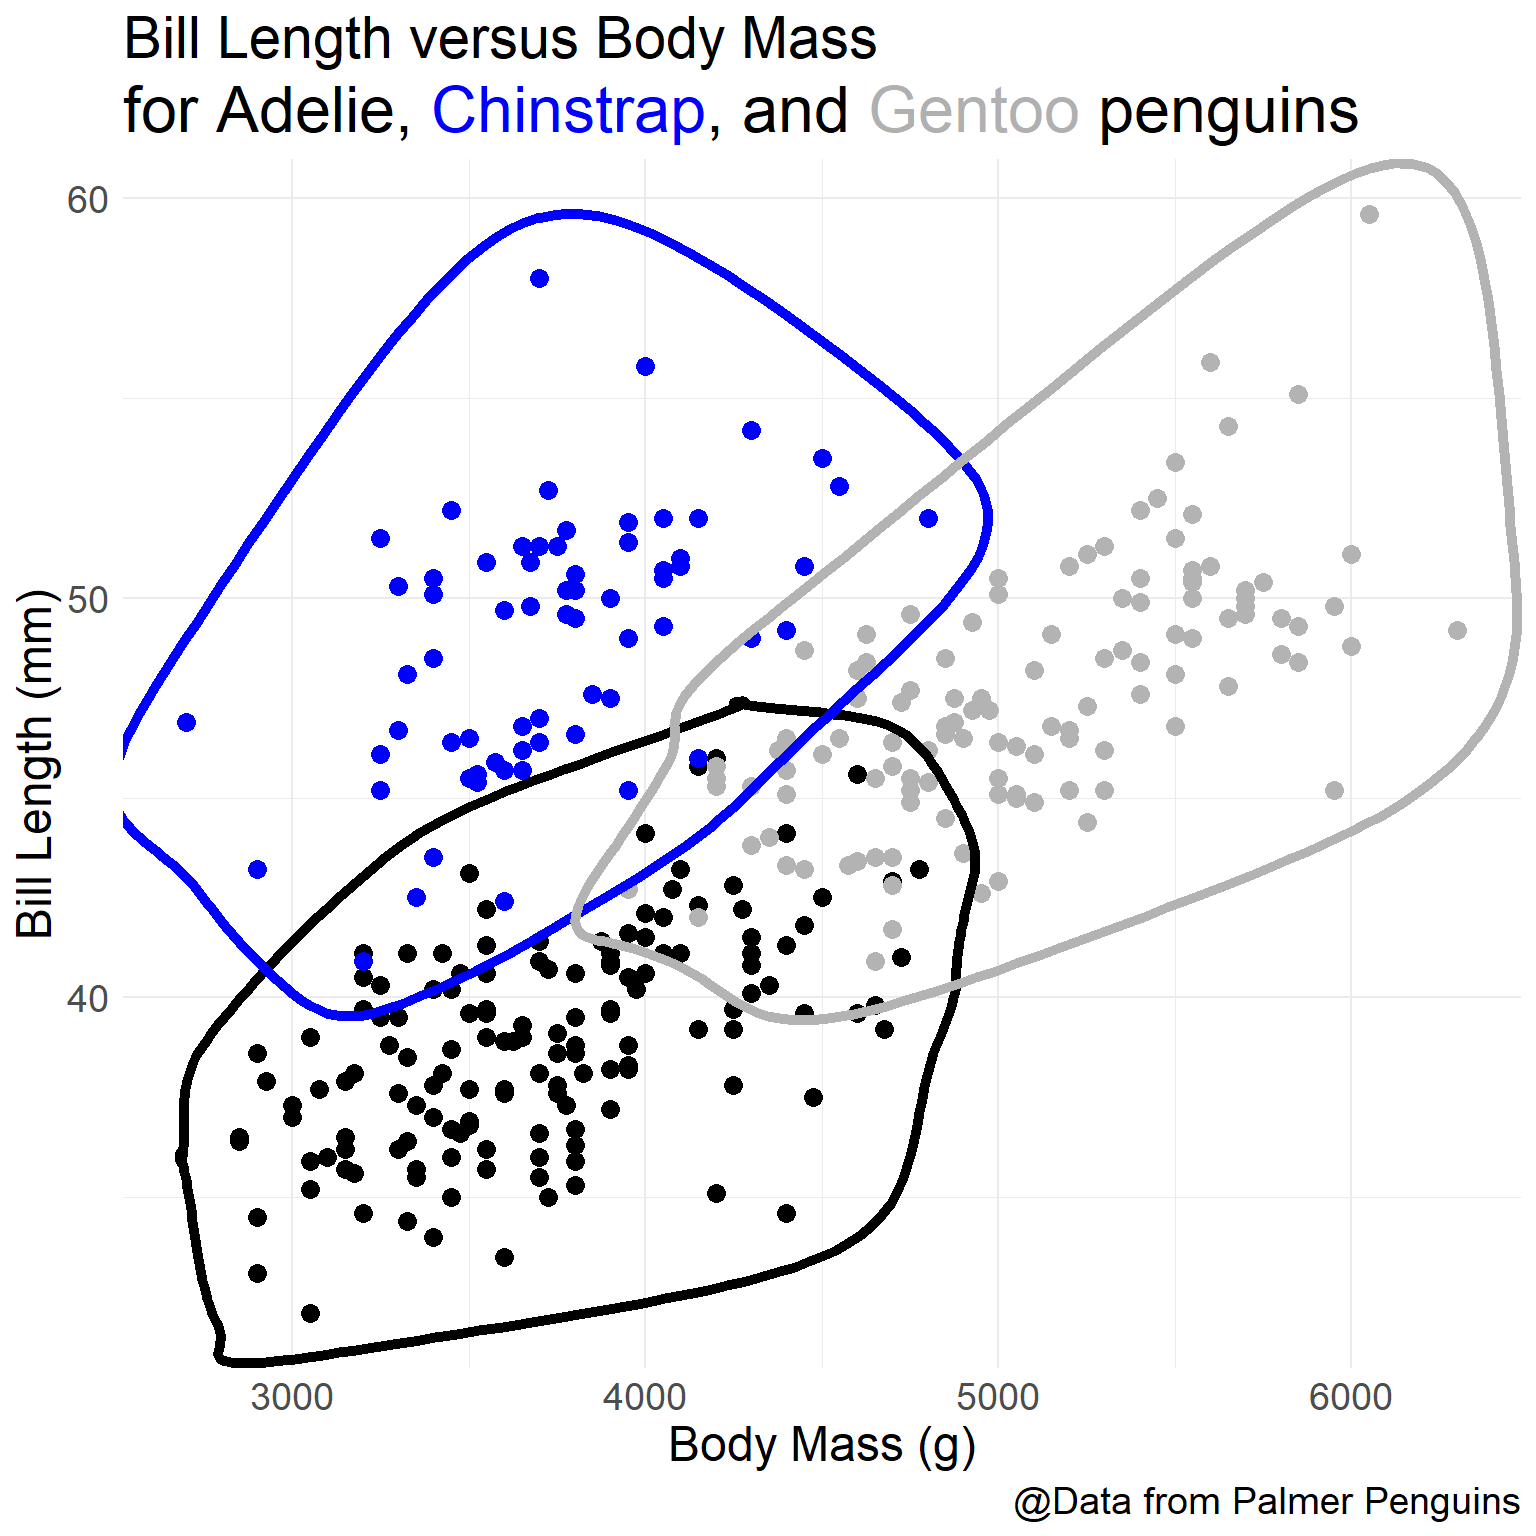 Bill Length versus Body Mass
for Adelie, Chinstrap, and Gentoo penguins
60
50
40
Bill Length (mm)
3000 4000 5000 6000
Body Mass (g)
@Data from Palmer Penguins